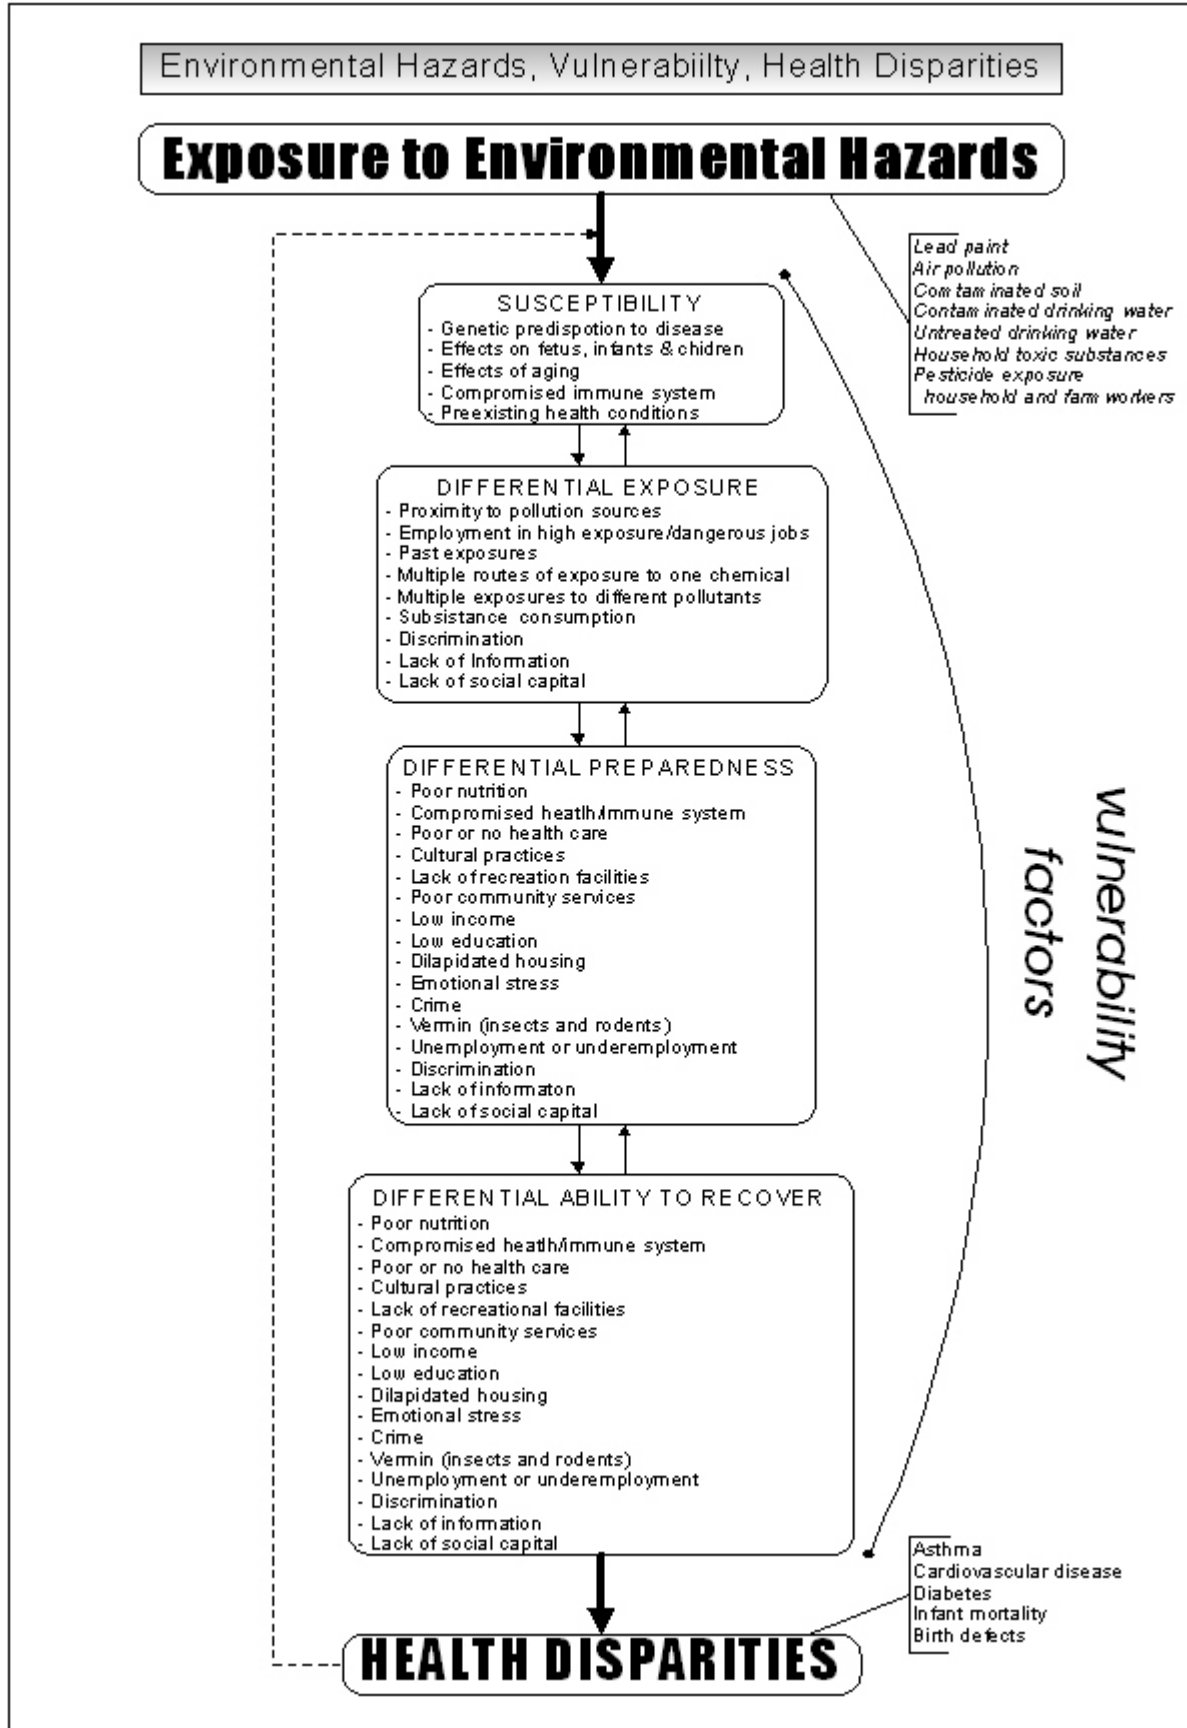 Environmental Hazards, Vulnerabiilty, Health Disparities
Exposure to Environmental Hazards
Lead paint
Air pollution
Comtaminated soil
Contaminated drinking water
Untreated drinking water
Household toxic substances
Pesticide exposure
household and farm workers
SUSCEPTIBILITY
- Genetic predispotion to disease
- Effects on fetus, infants & chidren
- Effects of aging
- Compromised immune system
- Preexisting health conditions
DIFFERENTIAL EXPOSURE
- Proximity to pollution sources
- Employment in high exposure/dangerous jobs
- Past exposures
- Multiple routes of exposure to one chemical
- Multiple exposures to different pollutants
- Subsistance consumption
- Discrimination
- Lack of Information
- Lack of social capital
DIFFERENTIAL PREPAREDNESS
- Poor nutrition
- Compromised heatlh/immune system
- Poor or no health care
- Cultural practices
- Lack of recreation facilities
- Poor community services
- Low income
- Low education
- Dilapidated housing
- Emotional stress
- Crime
- Vermin (insects and rodents)
- Unemployment or underemployment
- Discrimination
- Lack of informaton
- Lack of social capital
vulnerability
factors
DIFFERENTIAL ABILITY TO RECOVER
- Poor nutrition
- Compromised heatlh/immune system
- Poor or no health care
- Cultural practices
- Lack of recreational facilities
- Poor community services
- Low income
- Low education
- Dilapidated housing
- Emotional stress
- Crime
- Vermin (insects and rodents)
- Unemployment or underemployment
- Discrimination
- Lack of information
- Lack of social capital
Asthma
Cardiovascular disease
Diabetes
Infant mortality
Birth defects
HEALTH DISPARITIES